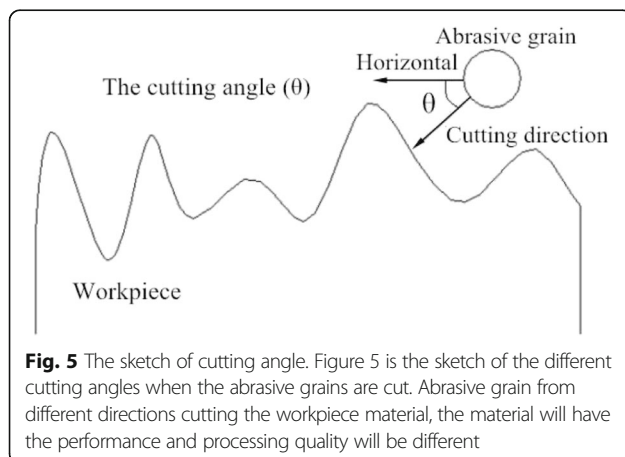 Abrasive grain
Horizontal
The cutting angle (θ)
θ
Cutting direction
Workpiece
Fig. 5 The sketch of cutting angle. Figure 5 is the sketch of the different
cutting angles when the abrasive grains are cut. Abrasive grain from
different directions cutting the workpiece material, the material will have
the performance and processing quality will be different